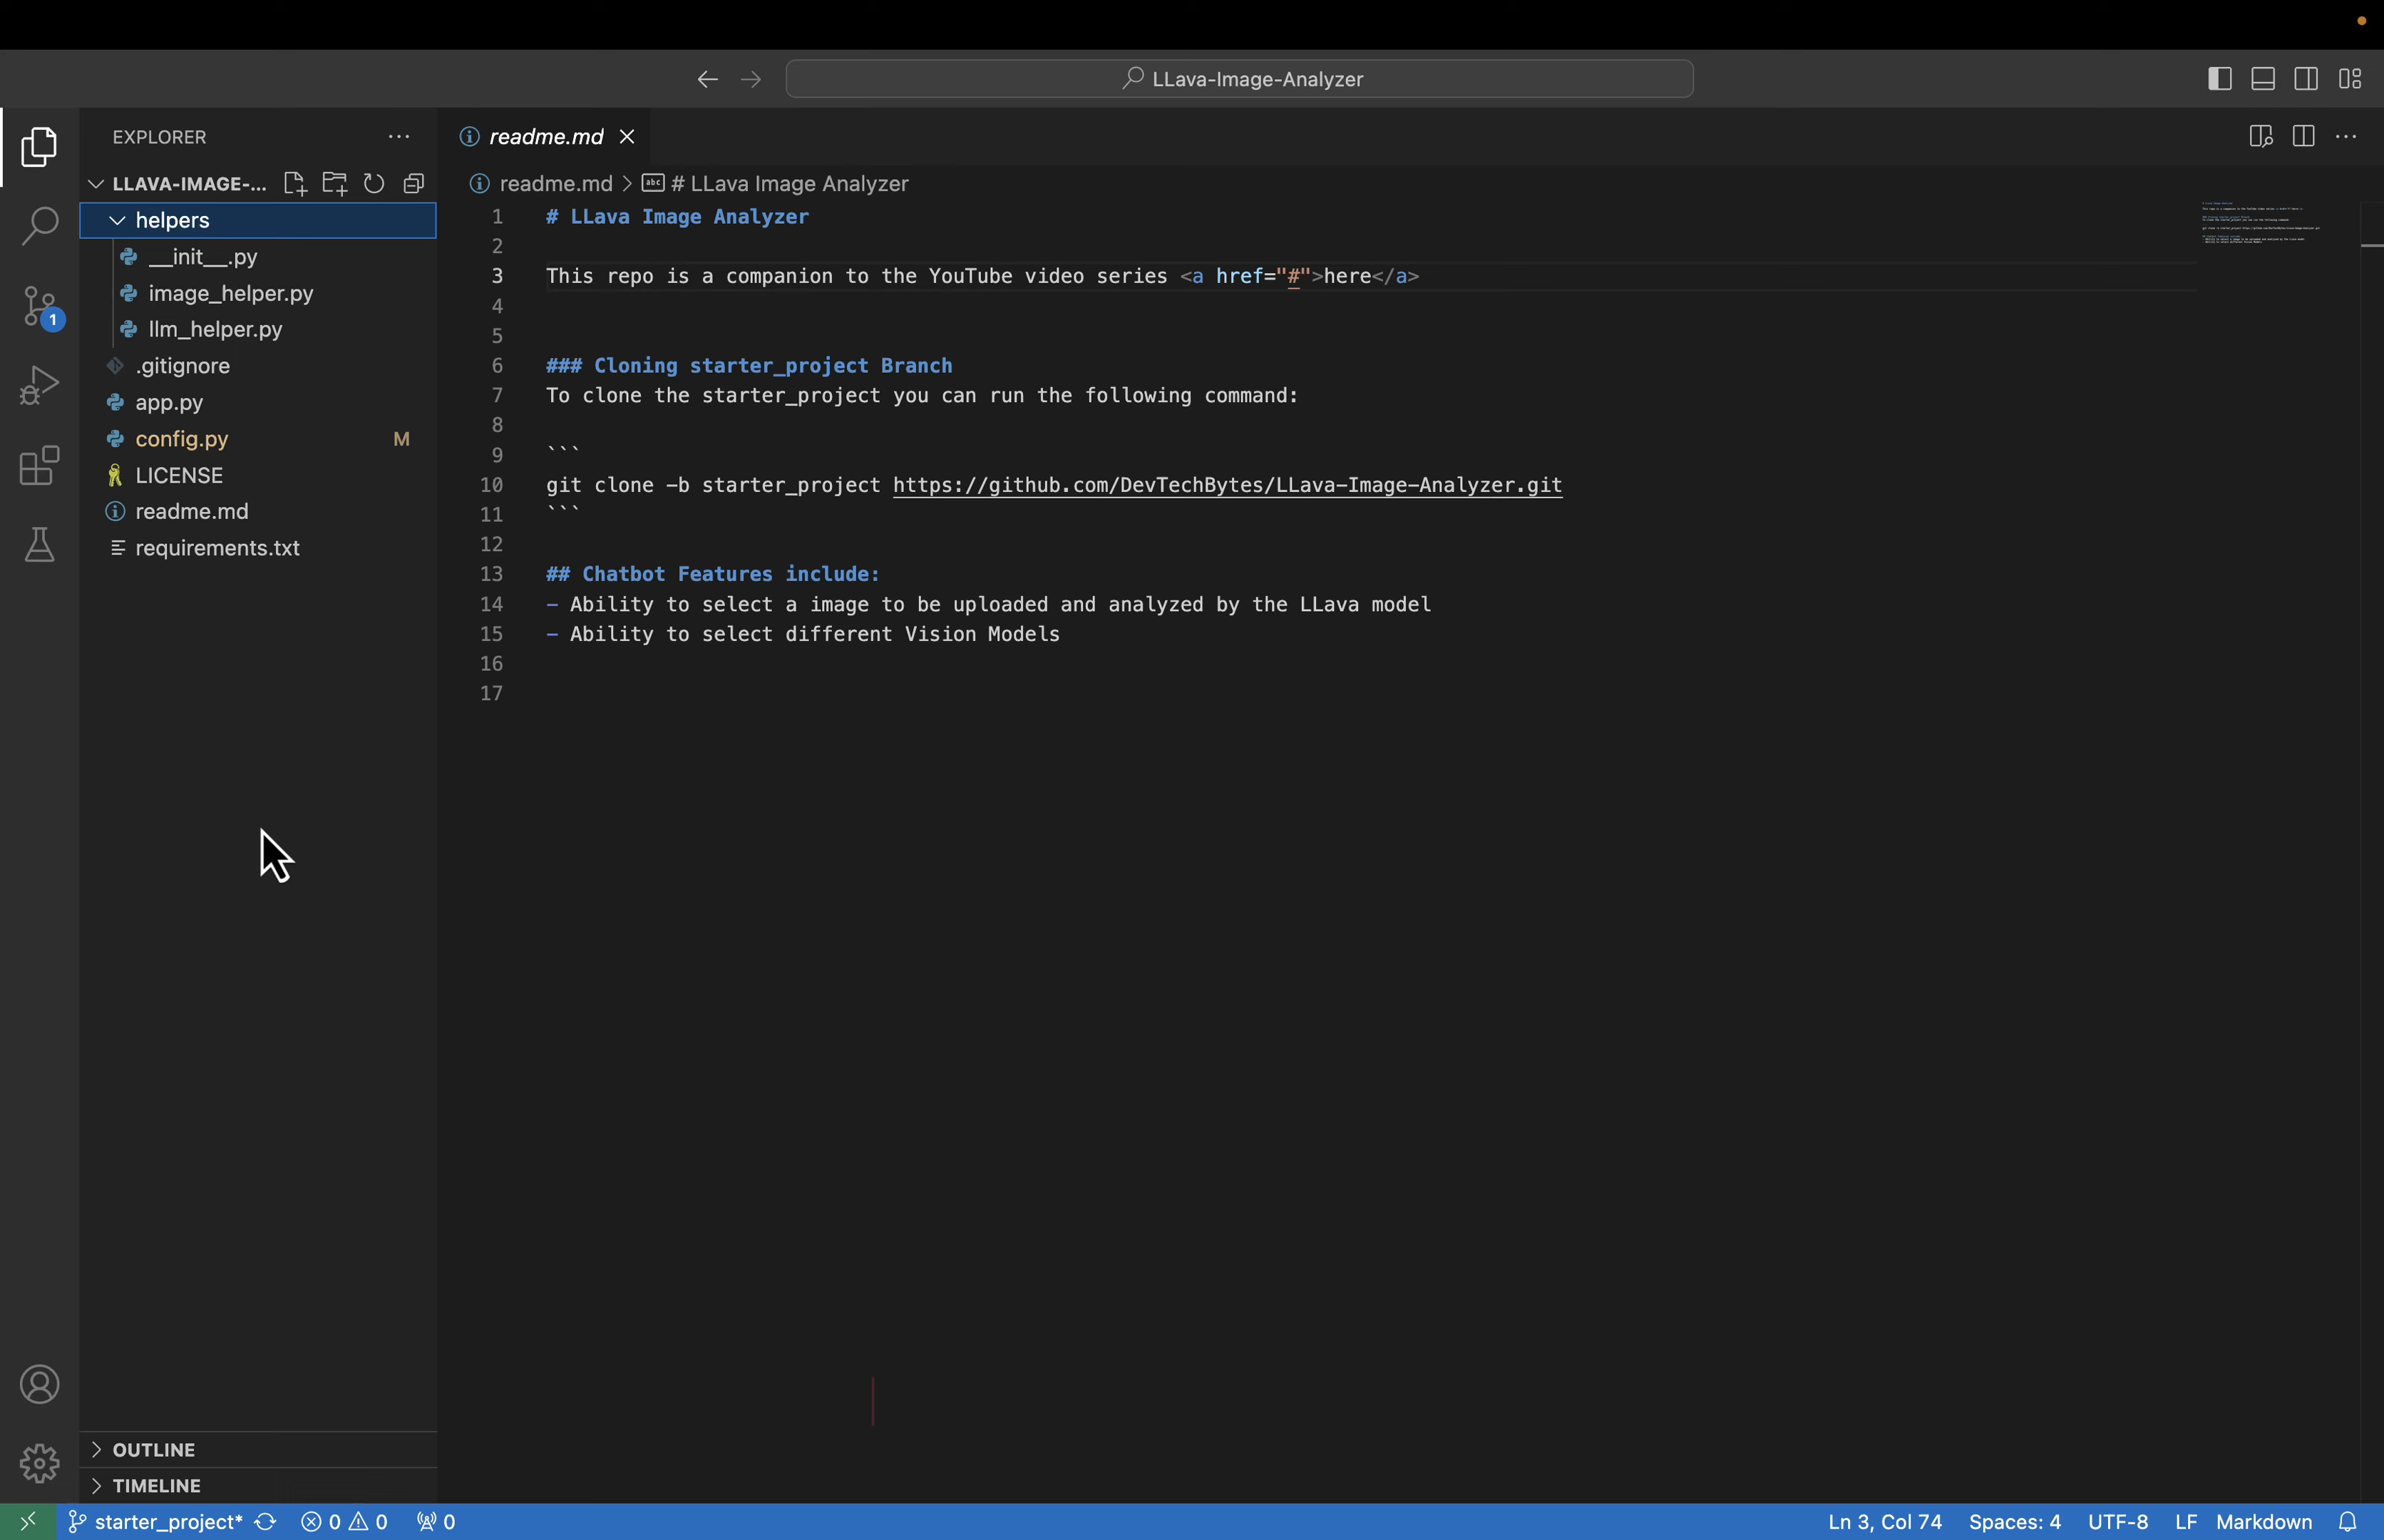 LLava-Image-Analyzer
EXPLORER
LLAVA-IMAGE-...
helpers
__init__.py
image_helper.py
llm_helper.py
.gitignore
app.py
config.py M
LICENSE
readme.md
requirements.txt
OUTLINE
TIMELINE
1
readme.md
readme.md > # LLava Image Analyzer
1 # LLava Image Analyzer
2
3 This repo is a companion to the YouTube video series <a href="#">here</a>
4
5
6 ### Cloning starter_project Branch
7 To clone the starter_project you can run the following command:
8
9 ```
10 git clone -b starter_project https://github.com/DevTechBytes/LLava-Image-Analyzer.git
11 ```
12
13 ## Chatbot Features include:
14 - Ability to select a image to be uploaded and analyzed by the LLava model
15 - Ability to select different Vision Models
16
17
starter_project* 0 0 0 Ln 3, Col 74 Spaces: 4 UTF-8 LF Markdown